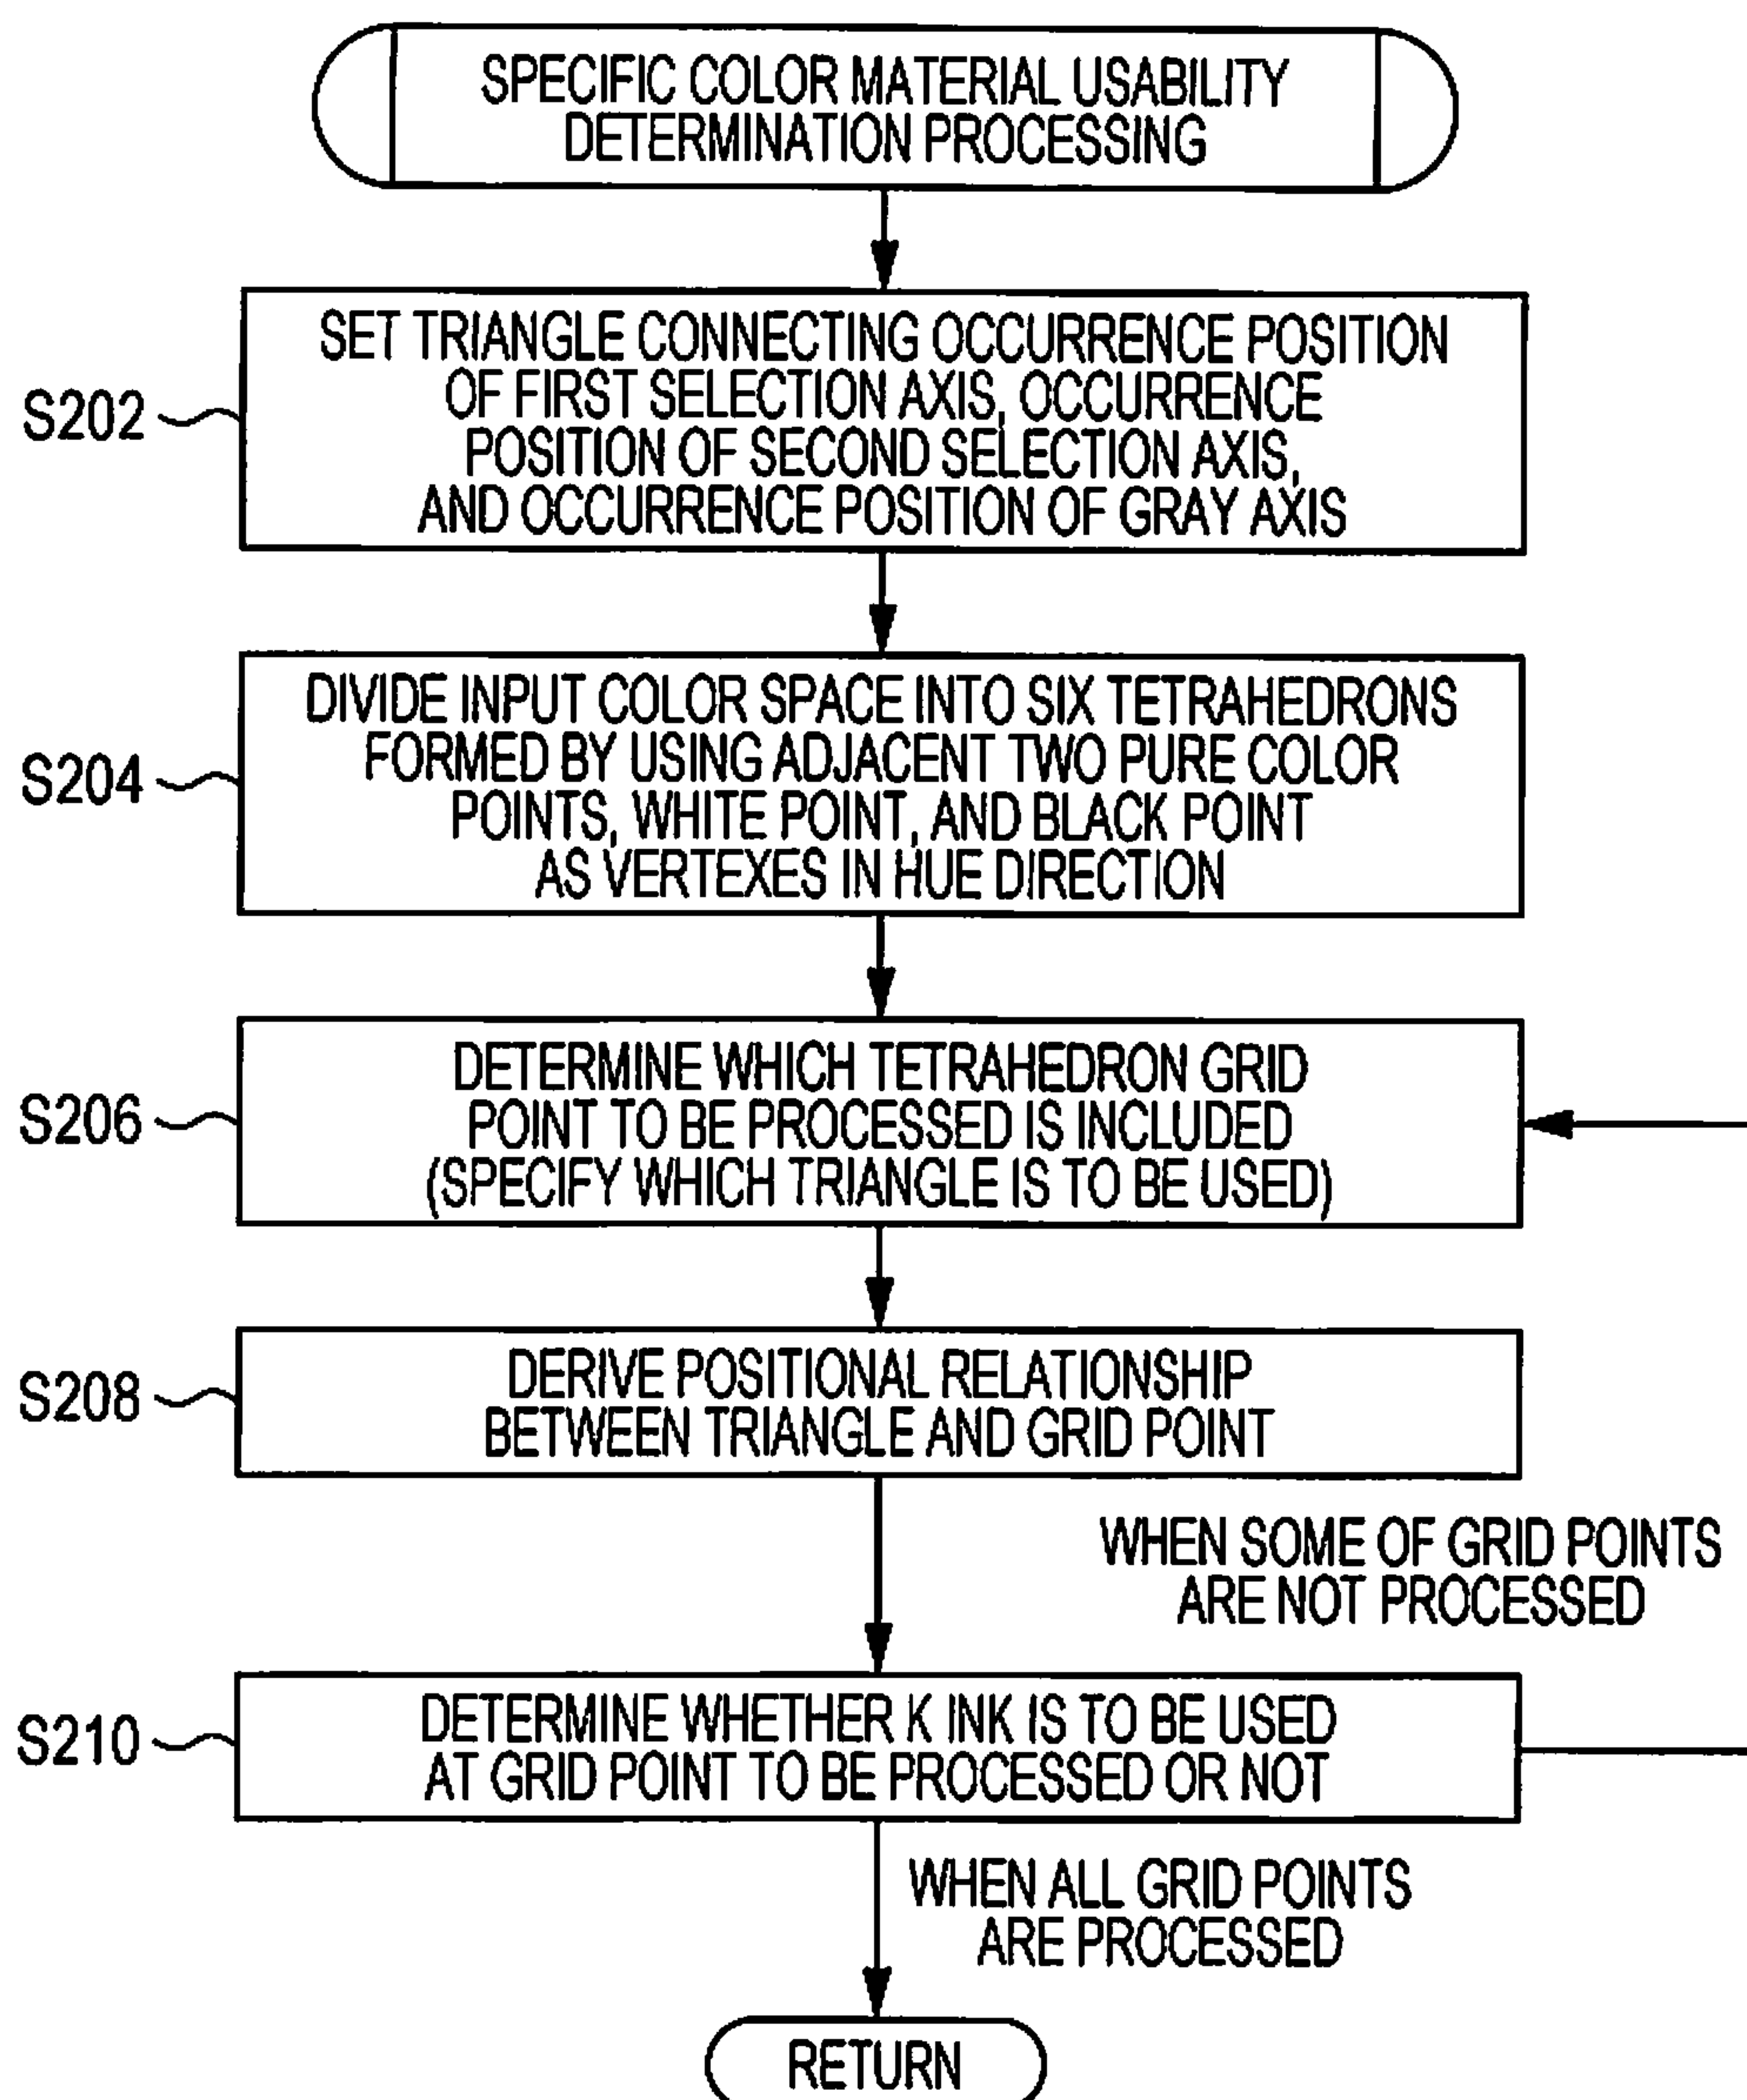 SPECIFIC COLOR MATERIAL USABILITY
DETERMINATION PROCESSING
S202
SET TRIANGLE CONNECTING OCCURRENCE POSITION
OF FIRST SELECTION AXIS, OCCURRENCE
POSITION OF SECOND SELECTION AXIS,
AND OCCURRENCE POSITION OF GRAY AXIS
S204
DIVIDE INPUT COLOR SPACE INTO SIX TETRAHEDRONS
FORMED BY USING ADJACENT TWO PURE COLOR
POINTS, WHITE POINT, AND BLACK POINT
AS VERTEXES IN HUE DIRECTION
S206
DETERMINE WHICH TETRAHEDRON GRID
POINT TO BE PROCESSED IS INCLUDED
(SPECIFY WHICH TRIANGLE IS TO BE USED)
S208
DERIVE POSITIONAL RELATIONSHIP
BETWEEN TRIANGLE AND GRID POINT
WHEN SOME OF GRID POINTS
ARE NOT PROCESSED
S210
DETERMINE WHETHER K INK IS TO BE USED
AT GRID POINT TO BE PROCESSED OR NOT
WHEN ALL GRID POINTS
ARE PROCESSED
RETURN